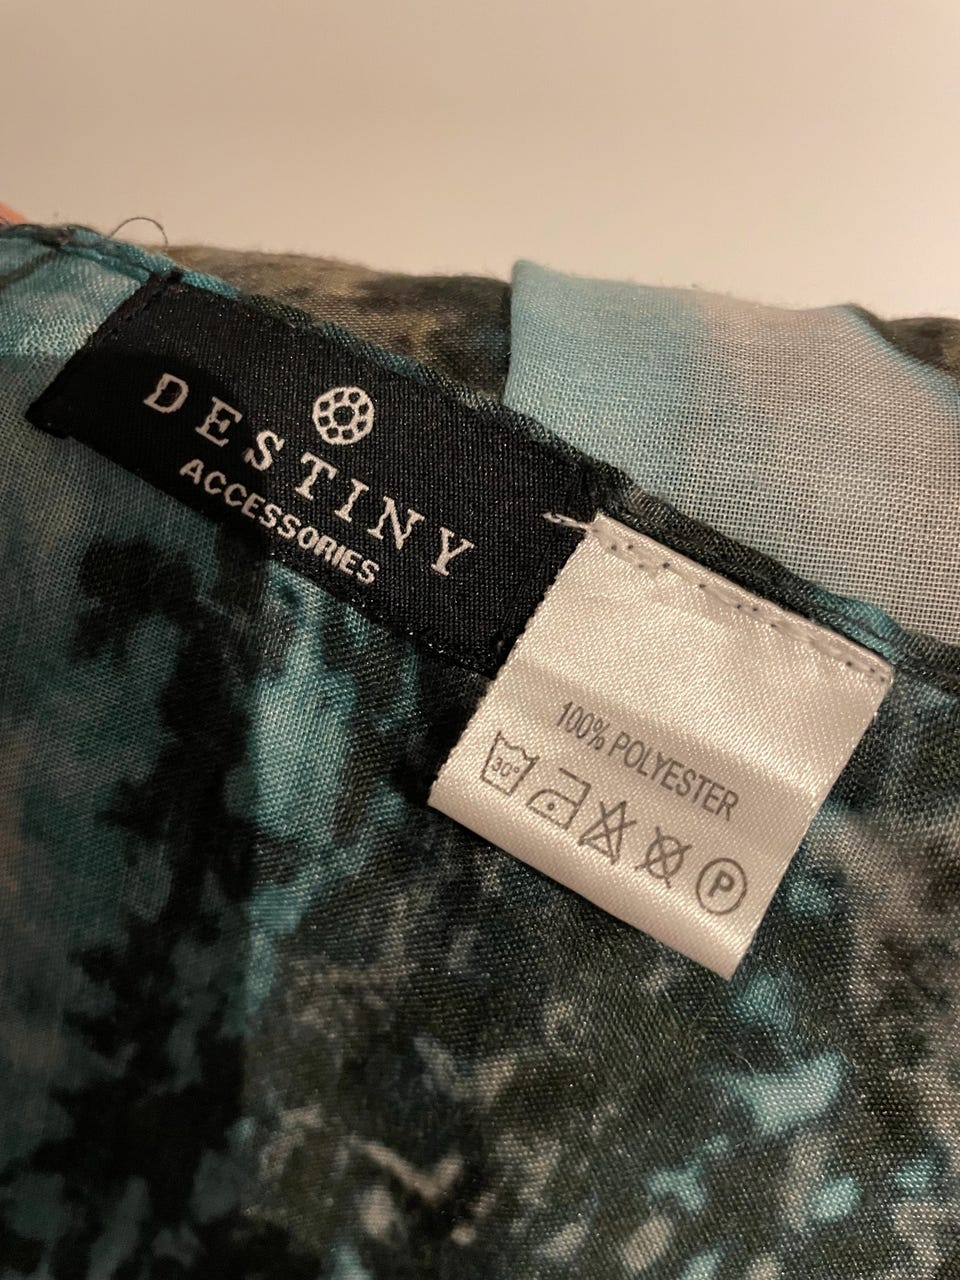 DESTINY
ACCESSORIES
100% POLYESTER
30°
P